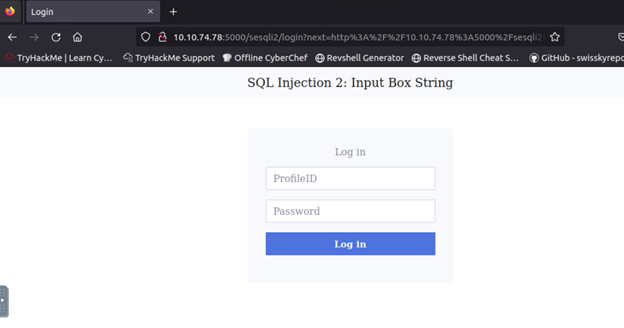 Login
10.10.74.78:5000/sesqli2/login?next=http%3A%2F%2F10.10.74.78%3A5000%2Fsesqli2
TryHackMe | Learn Cy… TryHackMe Support Offline CyberChef Revshell Generator Reverse Shell Cheat S… GitHub - swisskyrepo
SQL Injection 2: Input Box String
Log in
ProfileID
Password
Log in